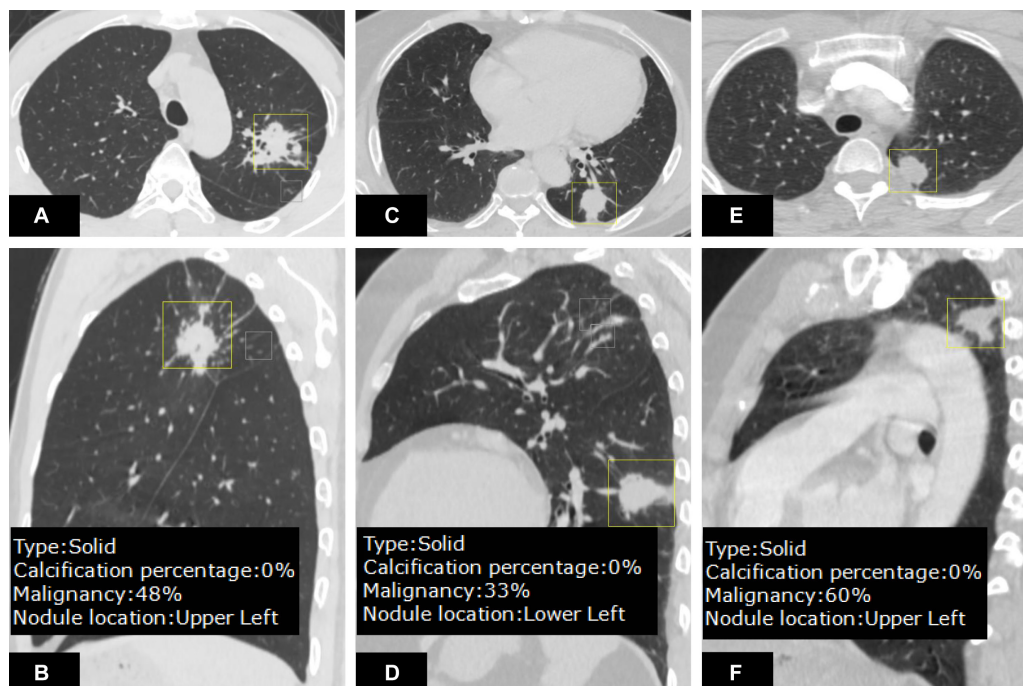 A
C
E
Type:Solid
Calcification percentage:0%
Malignancy:48%
Nodule location:Upper Left
B
Type:Solid
Calcification percentage:0%
Malignancy:33%
Nodule location:Lower Left
D
Type:Solid
Calcification percentage:0%
Malignancy:60%
Nodule location:Upper Left
F